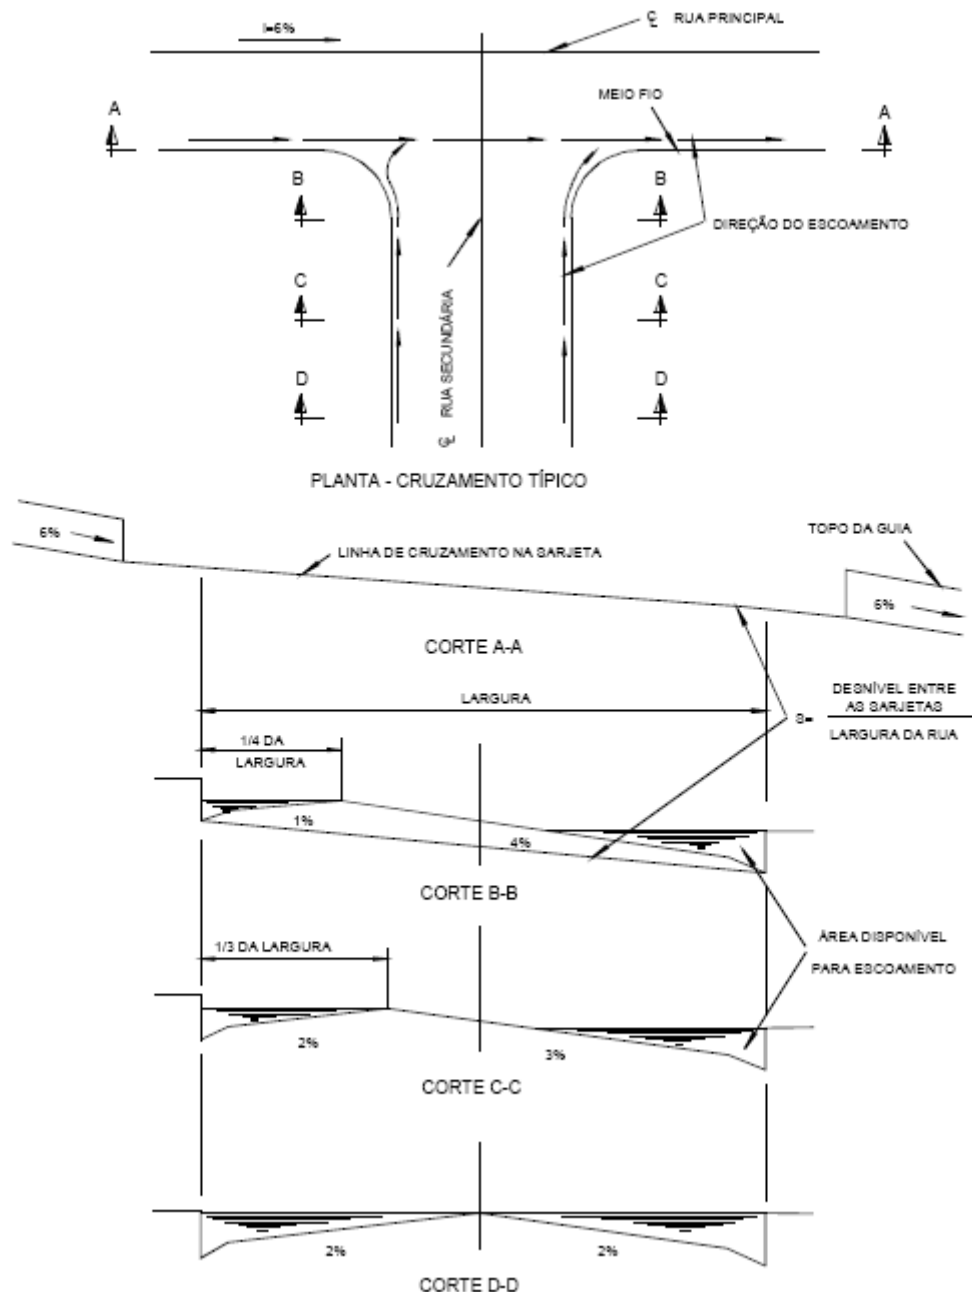 I=6%
℄ RUA PRINCIPAL
MEIO FIO
A
A
B
B
DIREÇÃO DO ESCOAMENTO
C
C
D
D
℄ RUA SECUNDÁRIA
PLANTA - CRUZAMENTO TÍPICO
6%
LINHA DE CRUZAMENTO NA SARJETA
TOPO DA GUIA
6%
CORTE A-A
LARGURA
S=
DESNÍVEL ENTRE
AS SARJETAS
LARGURA DA RUA
1/4 DA
LARGURA
1%
4%
CORTE B-B
1/3 DA LARGURA
ÁREA DISPONÍVEL
PARA ESCOAMENTO
2%
3%
CORTE C-C
2%
2%
CORTE D-D